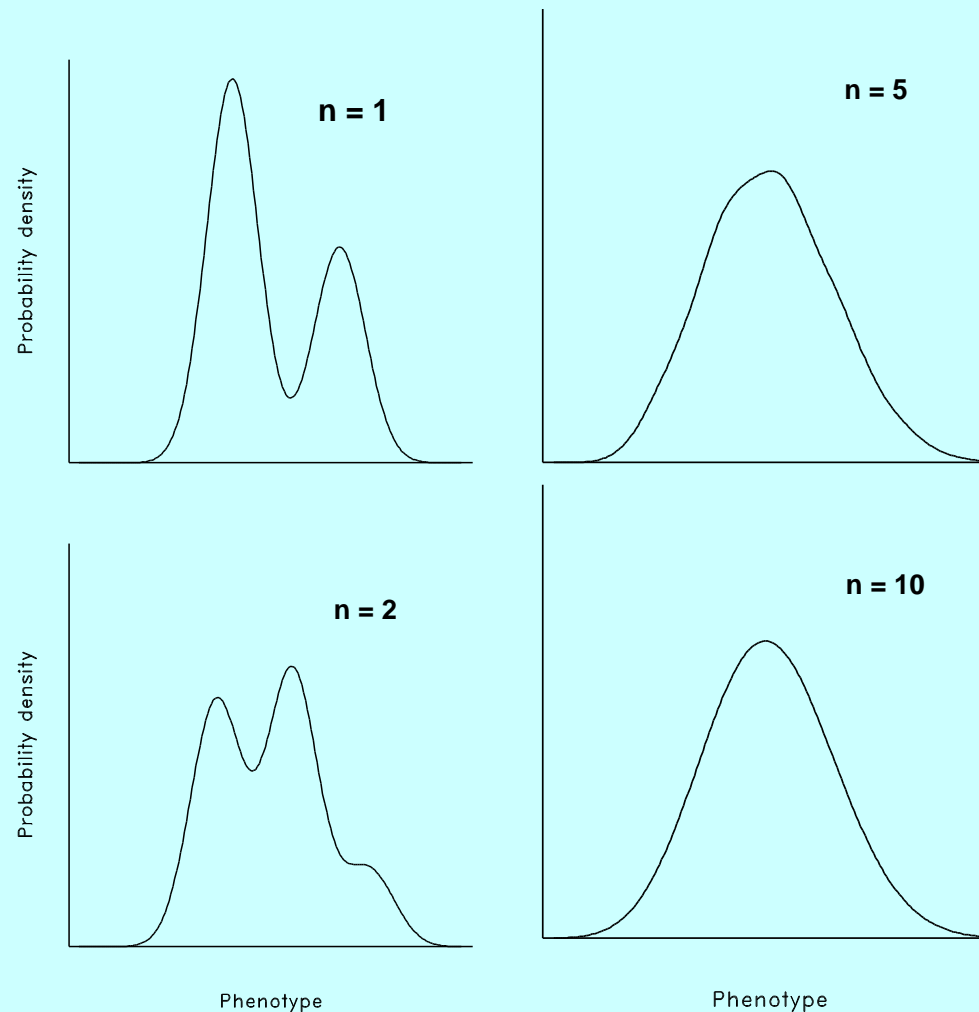 n = 1
Probability density
n = 5
n = 2
Probability density
Phenotype
n = 10
Phenotype